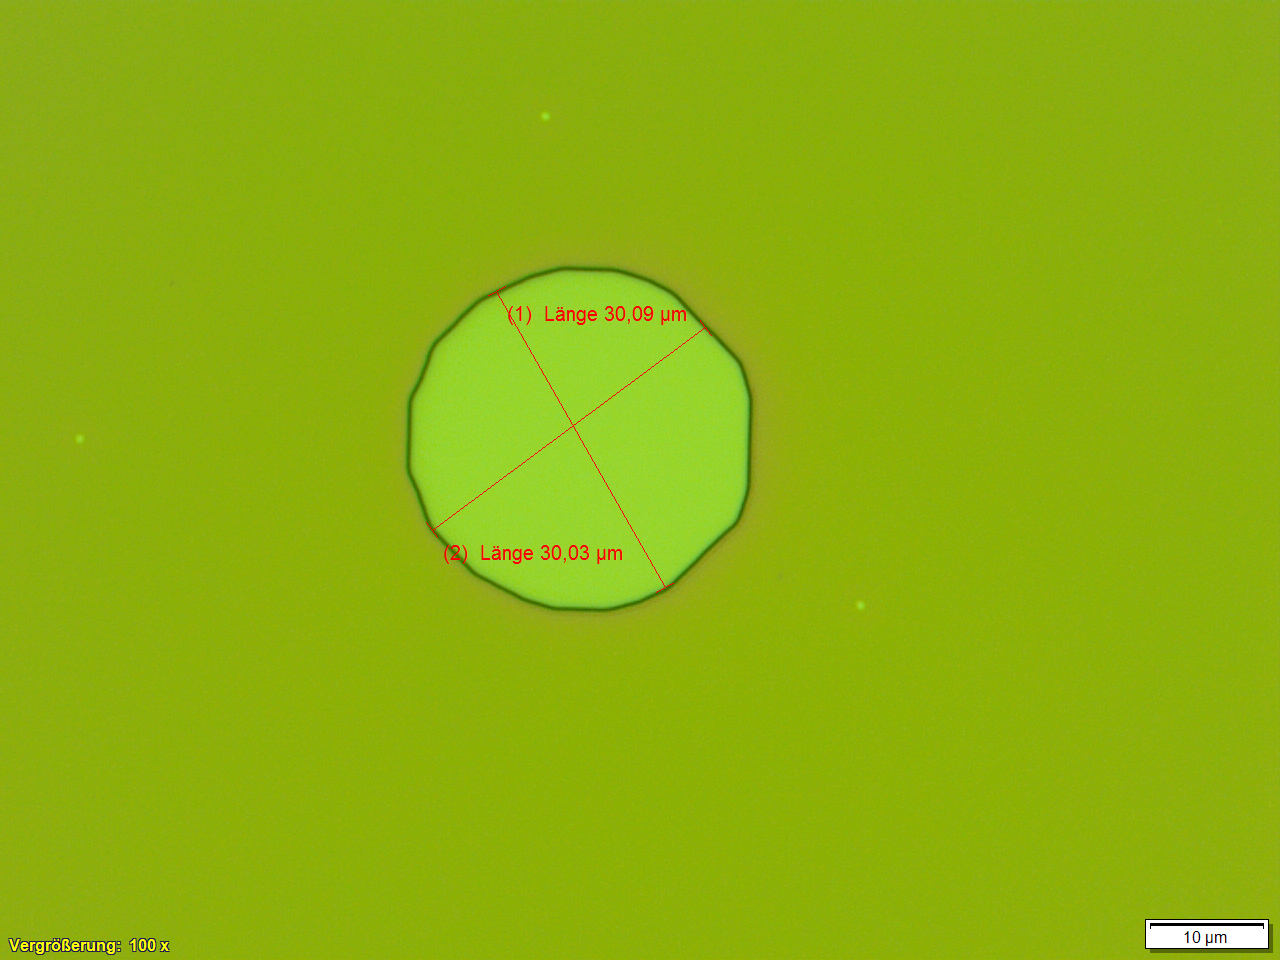 (1) Länge 30,09 µm
(2) Länge 30,03 µm
Vergrößerung: 100 x
10 µm